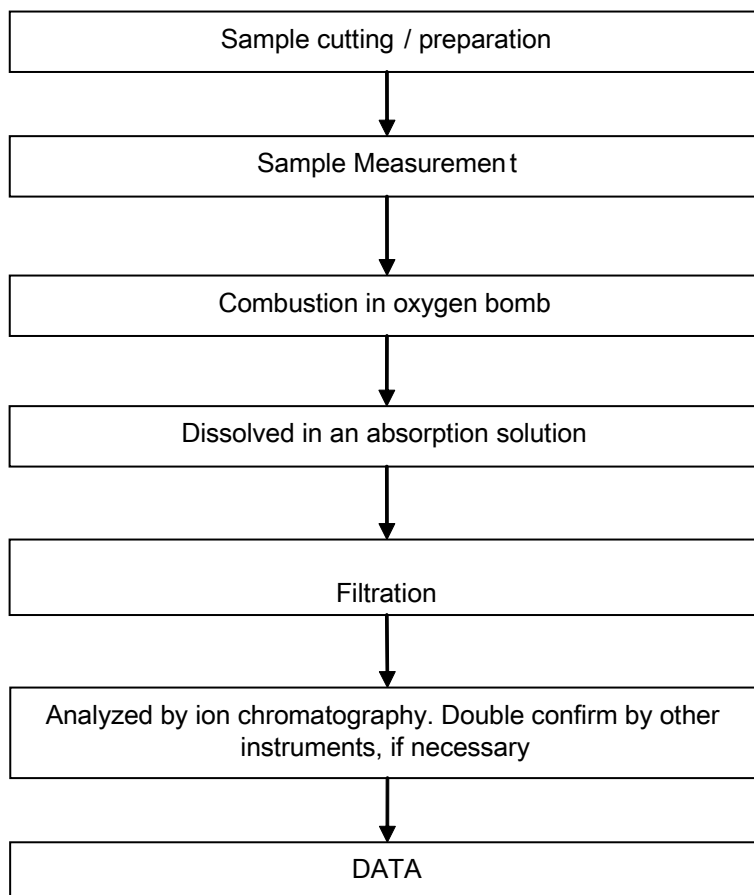 Sample cutting / preparation
Sample Measurement
Combustion in oxygen bomb
Dissolved in an absorption solution
Filtration
Analyzed by ion chromatography. Double confirm by other
instruments, if necessary
DATA